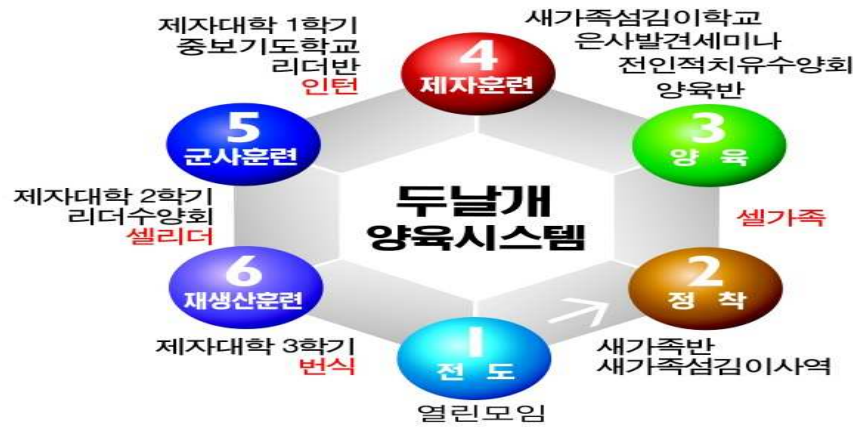 제자대학 1학기
중보기도학교
리더반
인턴
4
제자훈련
새가족섬김이학교
은사발견세미나
전인적치유수양회
양육반
5
군사훈련
3
양 육
두날개
양육시스템
제자대학 2학기
리더수양회
셀리더
셀가족
6
재생산훈련
2
정 착
제자대학 3학기
번식
1
전 도
새가족반
새가족섬김이사역
열린모임